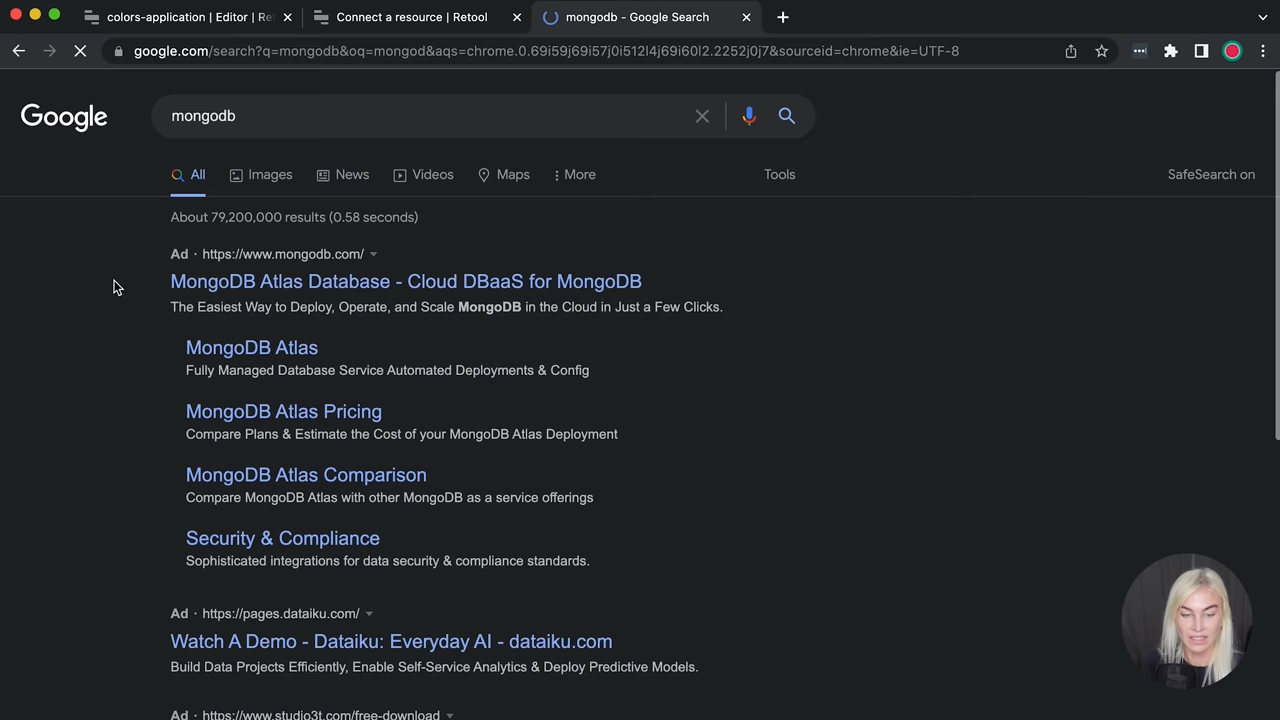 colors-application | Editor | Ret
Connect a resource | Retool
mongodb - Google Search
google.com/search?q=mongodb&oq=mongod&aqs=chrome.0.69i59j69i57j0i512l4j69i60l2.2252j0j7&sourceid=chrome&ie=UTF-8
Google
mongodb
All
Images
News
Videos
Maps
More
Tools
SafeSearch on
About 79,200,000 results (0.58 seconds)
Ad · https://www.mongodb.com/
MongoDB Atlas Database - Cloud DBaaS for MongoDB
The Easiest Way to Deploy, Operate, and Scale MongoDB in the Cloud in Just a Few Clicks.
MongoDB Atlas
Fully Managed Database Service Automated Deployments & Config
MongoDB Atlas Pricing
Compare Plans & Estimate the Cost of your MongoDB Atlas Deployment
MongoDB Atlas Comparison
Compare MongoDB Atlas with other MongoDB as a service offerings
Security & Compliance
Sophisticated integrations for data security & compliance standards.
Ad · https://pages.dataiku.com/
Watch A Demo - Dataiku: Everyday AI - dataiku.com
Build Data Projects Efficiently, Enable Self-Service Analytics & Deploy Predictive Models.
Ad · https://www.studio3t.com/free-download